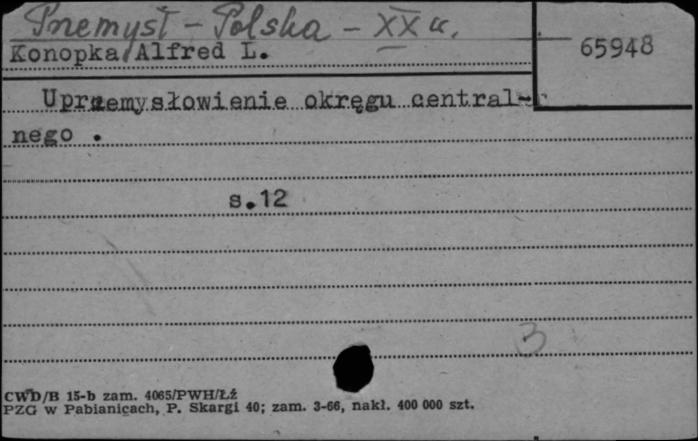 Przemysł - Polska - XX w.
65948
Konopka Alfred L.
Uprzemysłowienie okręgu central-
nego .
s.12
3
CWD/B 15-b zam. 4065/PWH/Łź
PZG w Pabianicach, P. Skargi 40; zam. 3-66, nakł. 400 000 szt.